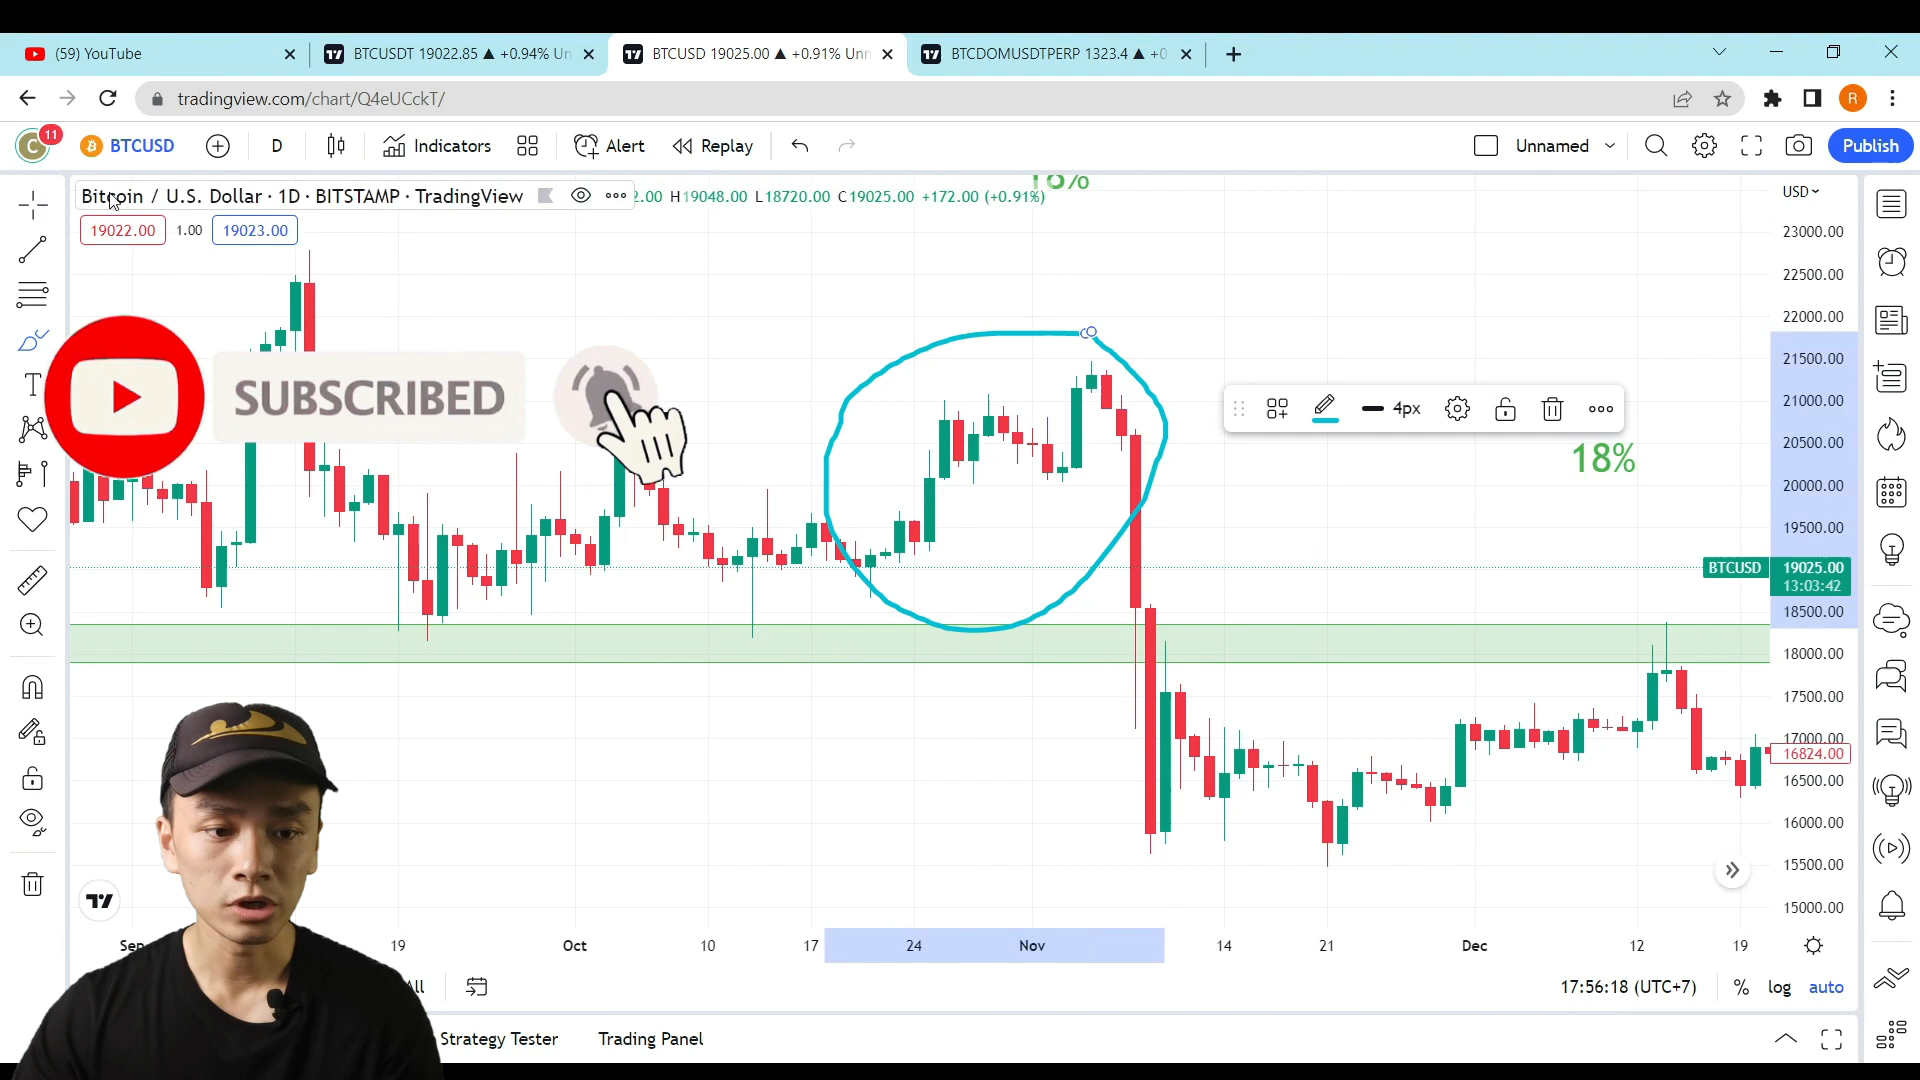 (59) YouTube
BTCUSDT 19022.85 ▲ +0.94% Un
BTCUSD 19025.00 ▲ +0.91% Unn
BTCDOMUSDTPERP 1323.4 ▲ +0
tradingview.com/chart/Q4eUCckT/
R
C 11
BTCUSD
D
Indicators
Alert
Replay
Unnamed
Publish
Bitcoin / U.S. Dollar · 1D · BITSTAMP · TradingView
2.00 H19048.00 L18720.00 C19025.00 +172.00 (+0.91%)
USD
19022.00 1.00 19023.00
23000.00
22500.00
22000.00
21500.00
21000.00
20500.00
20000.00
19500.00
BTCUSD 19025.00
13:03:42
18500.00
18000.00
17500.00
17000.00
16824.00
16500.00
16000.00
15500.00
15000.00
SUBSCRIBED
4px
18%
T
19 Oct 10 17 24 Nov 14 21 Dec 12 19
17:56:18 (UTC+7) % log auto
Strategy Tester Trading Panel